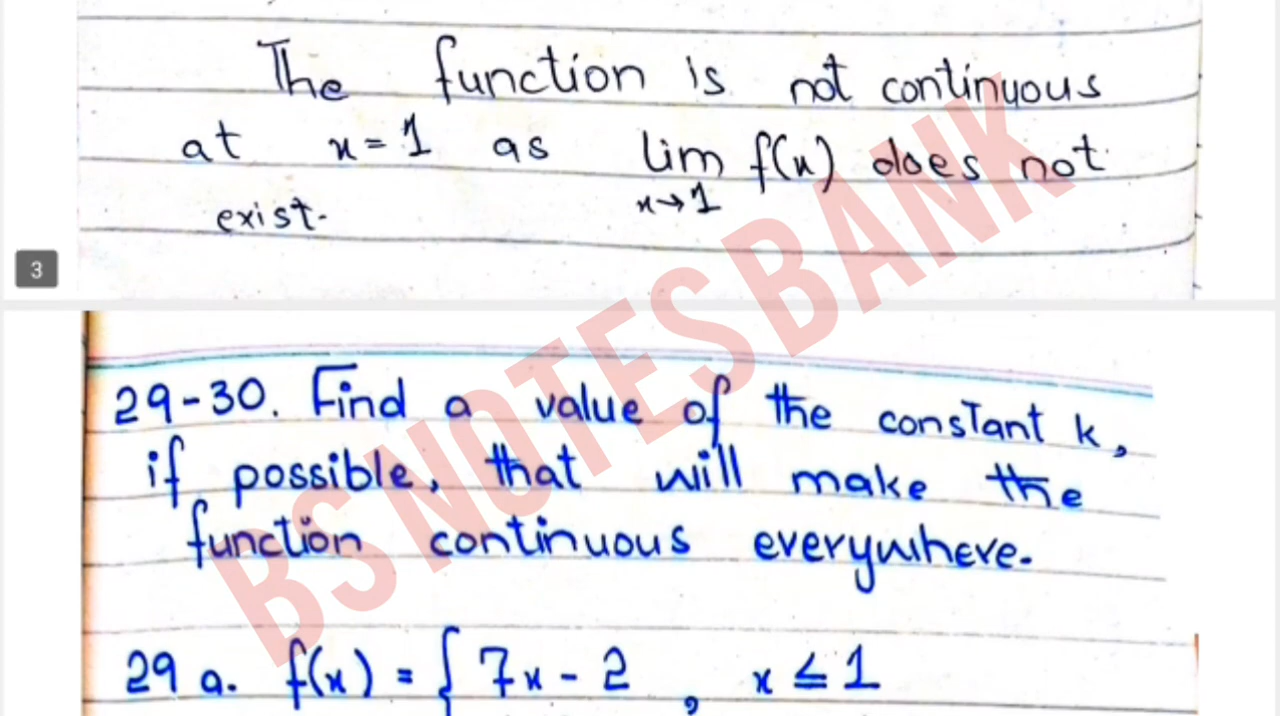 The function is not continuous
at x = 1 as lim f(x) does not
x→1
exist.
3
BS NOTES BANK
29-30. Find a value of the constant k,
if possible, that will make the
function continuous everywhere.
29 a. f(x) = { 7x - 2 , x ≤ 1